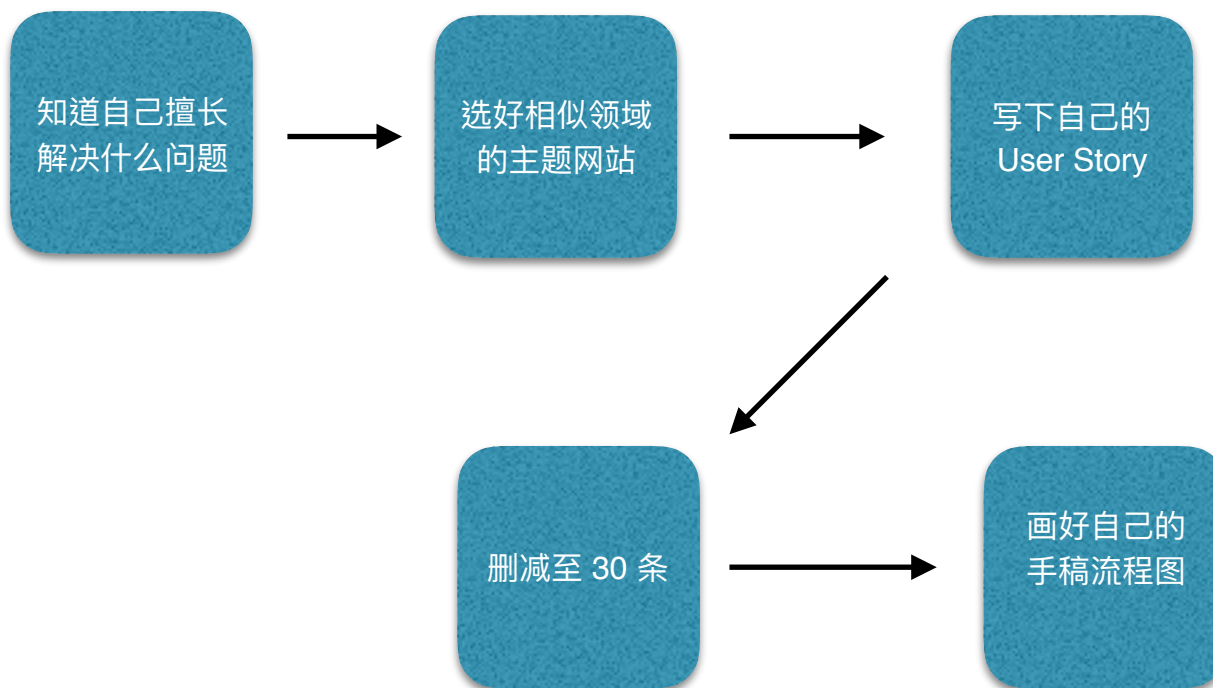 知道自己擅长
解决什么问题
选好相似领域
的主题网站
写下自己的
User Story
删减至 30 条
画好自己的
手稿流程图